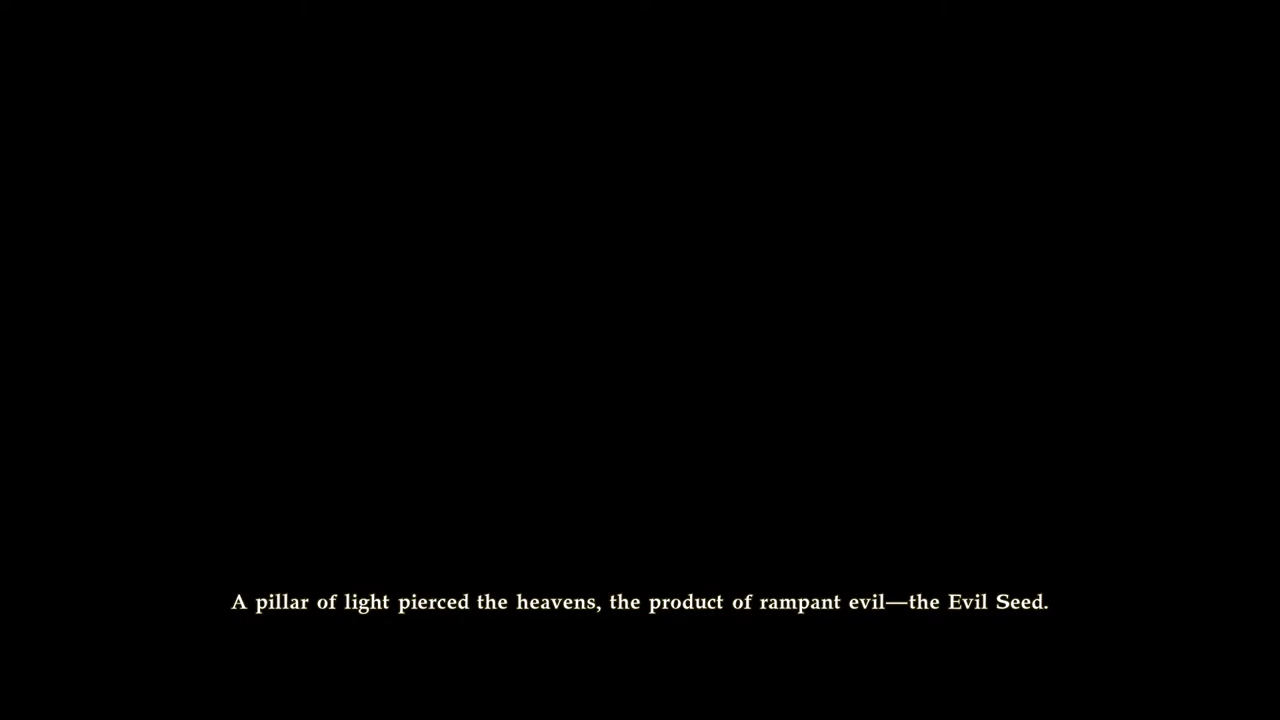 A pillar of light pierced the heavens, the product of rampant evil—the Evil Seed.